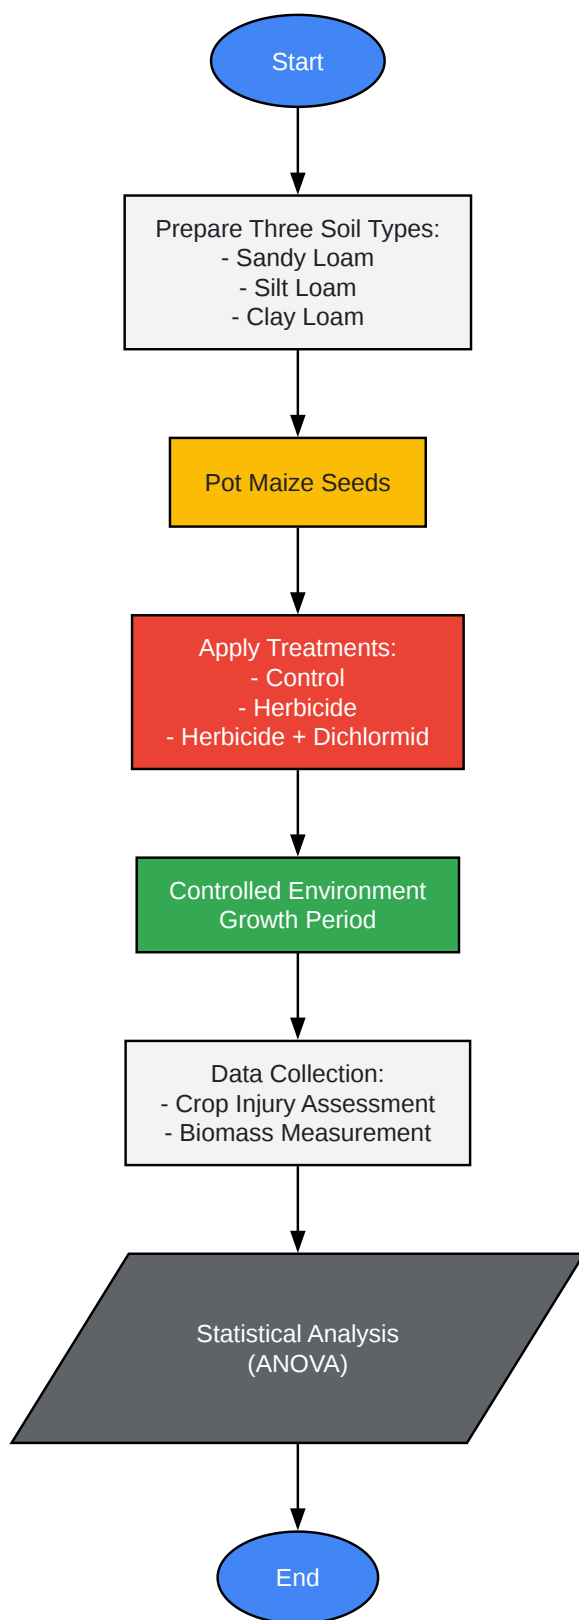 Start
Prepare Three Soil Types:
- Sandy Loam
- Silt Loam
- Clay Loam
Pot Maize Seeds
Apply Treatments:
- Control
- Herbicide
- Herbicide + Dichlormid
Controlled Environment
Growth Period
Data Collection:
- Crop Injury Assessment
- Biomass Measurement
Statistical Analysis
(ANOVA)
End